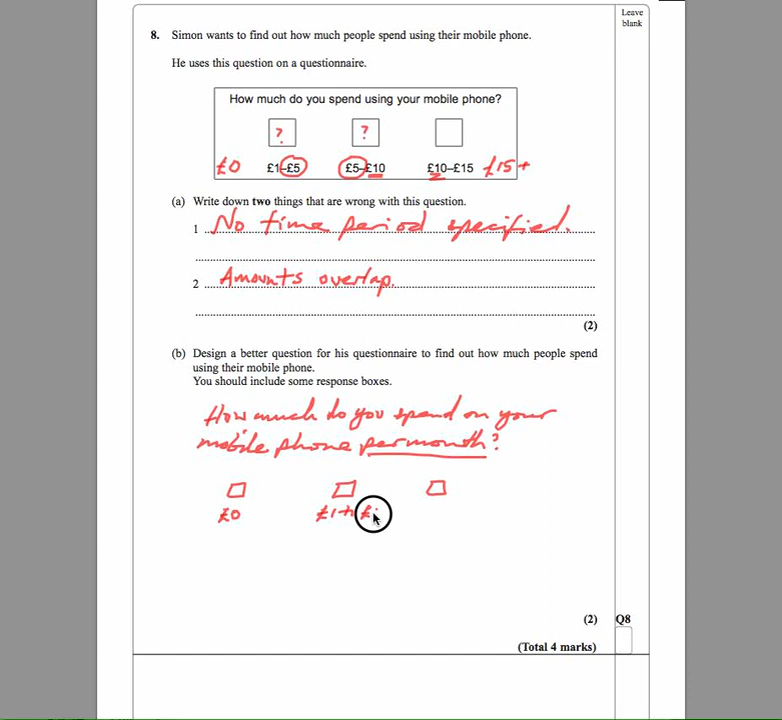 Leave
blank
8. Simon wants to find out how much people spend using their mobile phone.
He uses this question on a questionnaire.
How much do you spend using your mobile phone?
? ?
£0 £1–£5 £5–£10 £10–£15 £15+
(a) Write down two things that are wrong with this question.
1 No time period specified.
2 Amounts overlap.
(2)
(b) Design a better question for his questionnaire to find out how much people spend
using their mobile phone.
You should include some response boxes.
How much do you spend on your
mobile phone per month?
£0 £1
(2) Q8
(Total 4 marks)